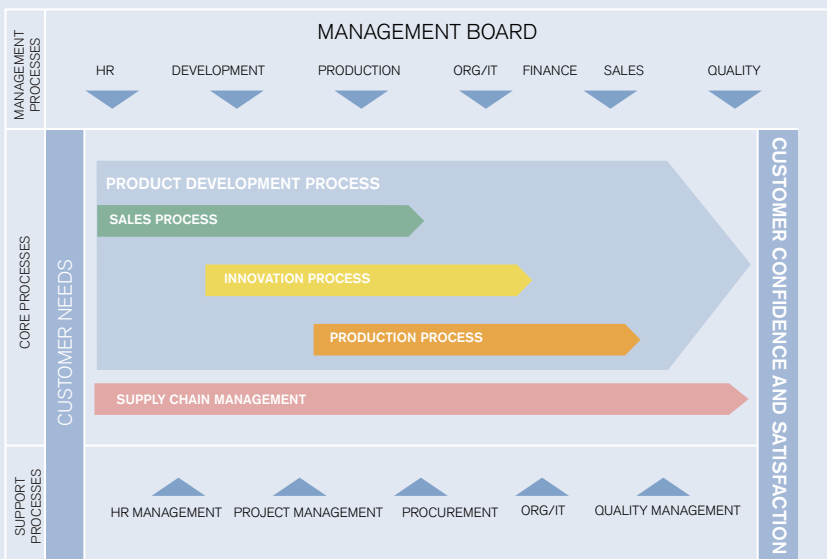 MANAGEMENT BOARD
MANAGEMENT
PROCESSES
HR DEVELOPMENT PRODUCTION ORG/IT FINANCE SALES QUALITY
CORE PROCESSES
CUSTOMER NEEDS
PRODUCT DEVELOPMENT PROCESS
SALES PROCESS
INNOVATION PROCESS
PRODUCTION PROCESS
SUPPLY CHAIN MANAGEMENT
CUSTOMER CONFIDENCE AND SATISFACTION
SUPPORT
PROCESSES
HR MANAGEMENT PROJECT MANAGEMENT PROCUREMENT ORG/IT QUALITY MANAGEMENT